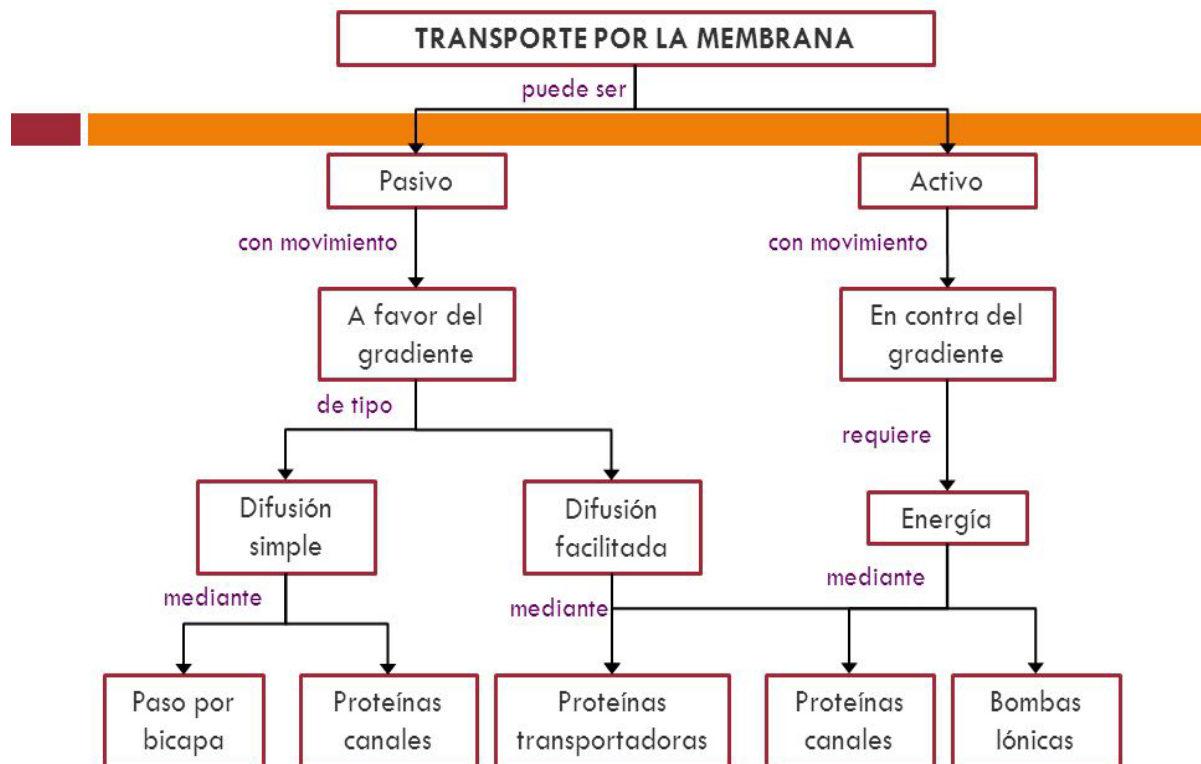 TRANSPORTE POR LA MEMBRANA
puede ser
Pasivo
Activo
con movimiento
con movimiento
A favor del
gradiente
En contra del
gradiente
de tipo
requiere
Difusión
simple
Difusión
facilitada
Energía
mediante
mediante
mediante
Paso por
bicapa
Proteínas
canales
Proteínas
transportadoras
Proteínas
canales
Bombas
Iónicas